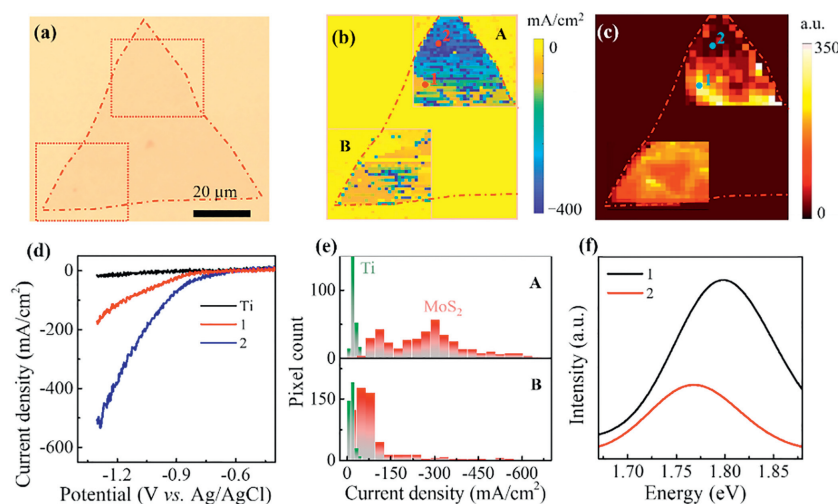 (a)
20 μm
(b)
2
A
1
B
mA/cm²
0
−400
(c)
2
1
a.u.
350
0
(d)
0
-200
-400
-600
Current density (mA/cm²)
Ti
1
2
-1.2
-0.9
-0.6
Potential (V vs. Ag/AgCl)
(e)
Ti
A
MoS₂
B
150
0
150
0
Pixel count
0
-150
-300
-450
-600
Current density (mA/cm²)
(f)
1
2
Intensity (a.u.)
1.70
1.75
1.80
1.85
Energy (eV)